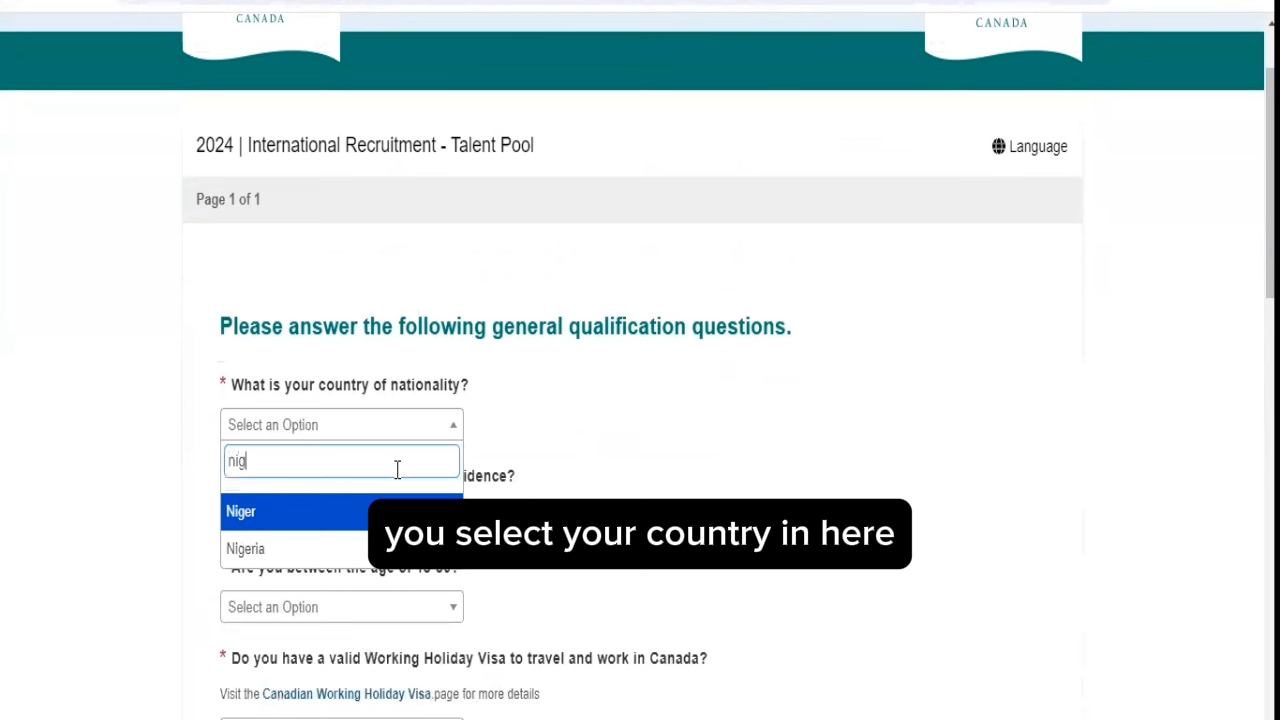 CANADA
CANADA
2024 | International Recruitment - Talent Pool
Language
Page 1 of 1
Please answer the following general qualification questions.
* What is your country of nationality?
Select an Option
nig
idence?
Niger
Nigeria
you select your country in here
Select an Option
* Do you have a valid Working Holiday Visa to travel and work in Canada?
Visit the Canadian Working Holiday Visa page for more details